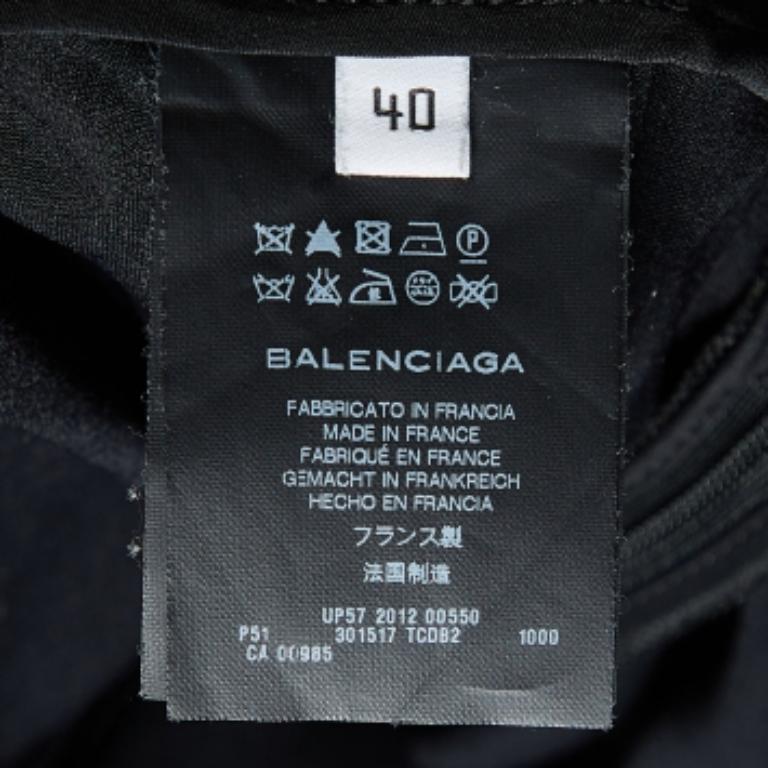 40
BALENCIAGA
FABBRICATO IN FRANCIA
MADE IN FRANCE
FABRIQUÉ EN FRANCE
GEMACHT IN FRANKREICH
HECHO EN FRANCIA
フランス製
法国制造
UP57 2012 00550
P51 301517 TCDB2 1000
CA 00985